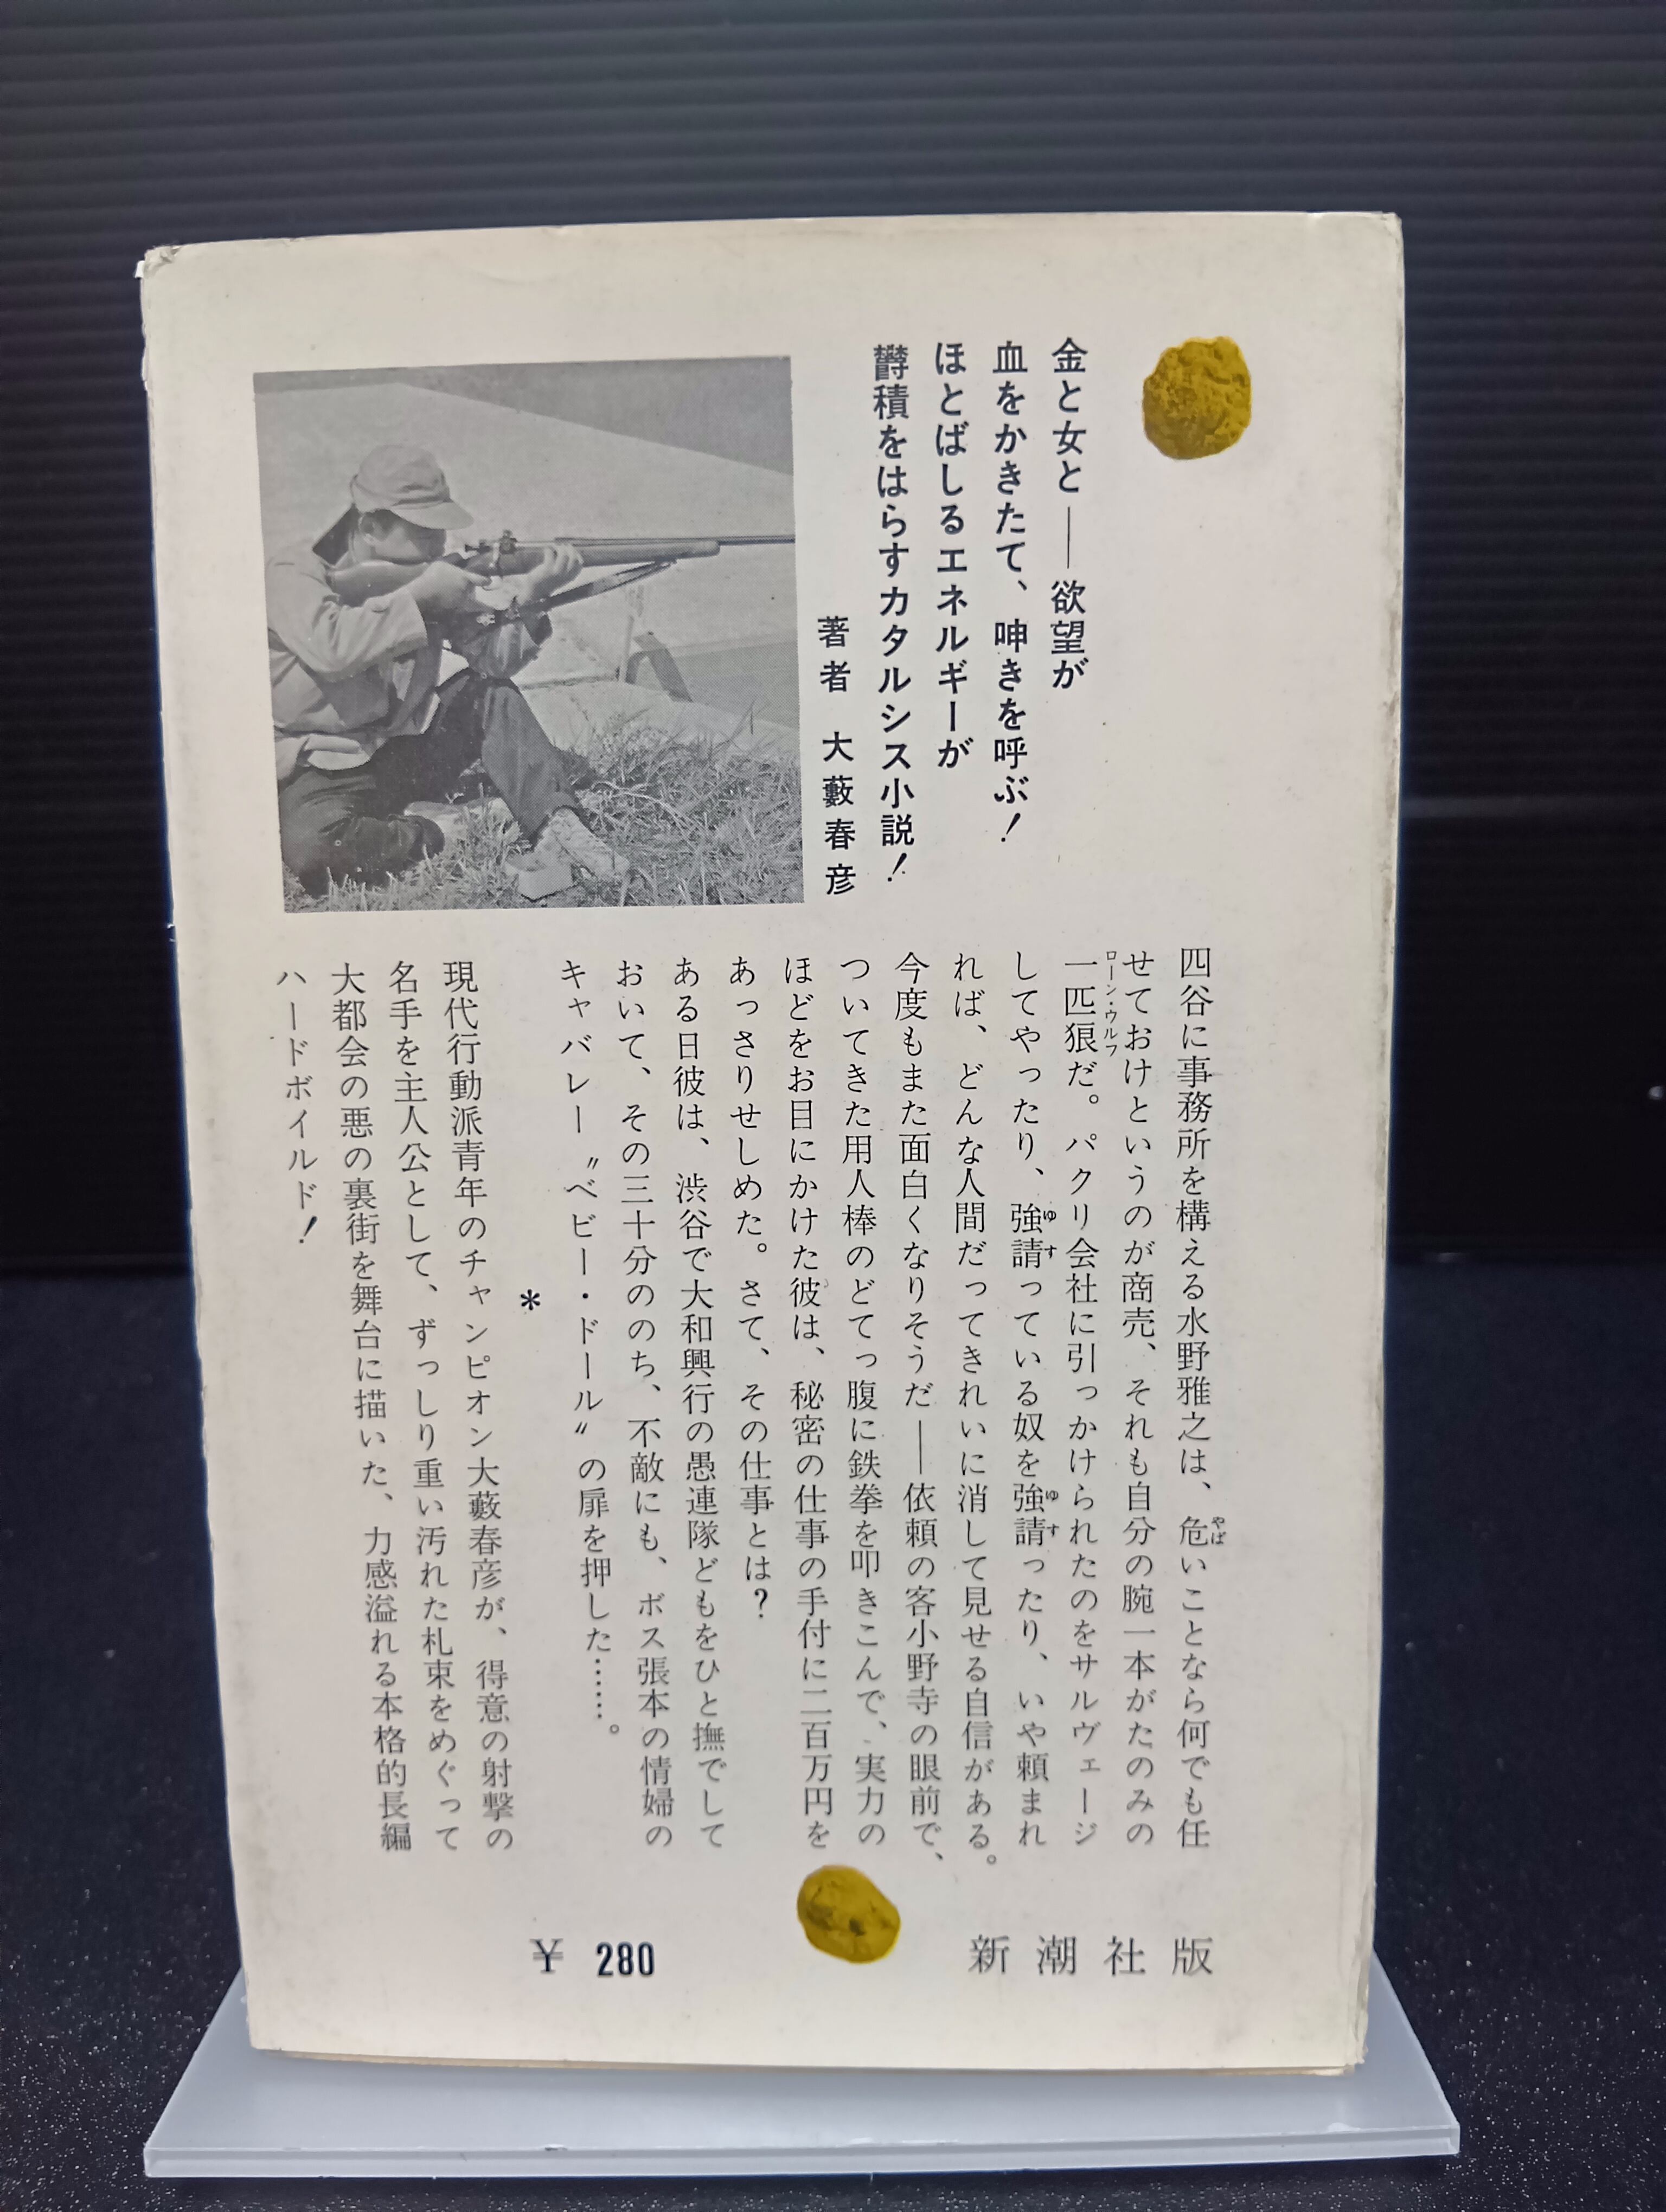 金と女と――欲望が
血をかきたて、呻きを呼ぶ！
ほとばしるエネルギーが
欝積をはらすカタルシス小説！
著者 大藪春彦
四谷に事務所を構える水野雅之は、危いことなら何でも任
やば
せておけというのが商売、それも自分の腕一本がたのみの
一匹狼だ。パクリ会社に引っかけられたのをサルヴェージ
ローン・ウルフ
してやったり、強請っている奴を強請ったり、いや頼まれ
ゆす
ゆす
れば、どんな人間だってきれいに消して見せる自信がある。
今度もまた面白くなりそうだ――依頼の客小野寺の眼前で、
ついてきた用人棒のどてっ腹に鉄拳を叩きこんで、実力の
ほどをお目にかけた彼は、秘密の仕事の手付に二百万円を
あっさりせしめた。さて、その仕事とは？
ある日彼は、渋谷で大和興行の愚連隊どもをひと撫でして
おいて、その三十分ののち、不敵にも、ボス張本の情婦の
キャバレー〝ベビー・ドール〟の扉を押した……。
＊
現代行動派青年のチャンピオン大藪春彦が、得意の射撃の
名手を主人公として、ずっしり重い汚れた札束をめぐって
大都会の悪の裏街を舞台に描いた、力感溢れる本格的長編
ハードボイルド！
新潮社版
¥ 280